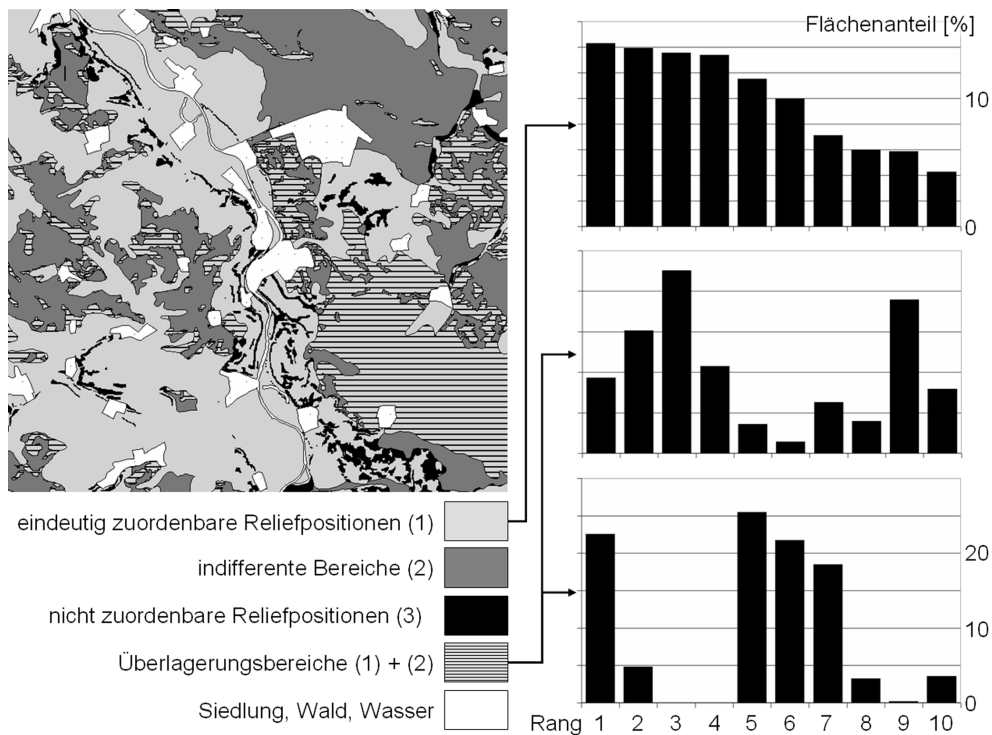 Flächenanteil [%]
10
0
eindeutig zuordenbare Reliefpositionen (1)
indifferente Bereiche (2)
nicht zuordenbare Reliefpositionen (3)
Überlagerungsbereiche (1) + (2)
Siedlung, Wald, Wasser
20
10
0
Rang 1 2 3 4 5 6 7 8 9 10